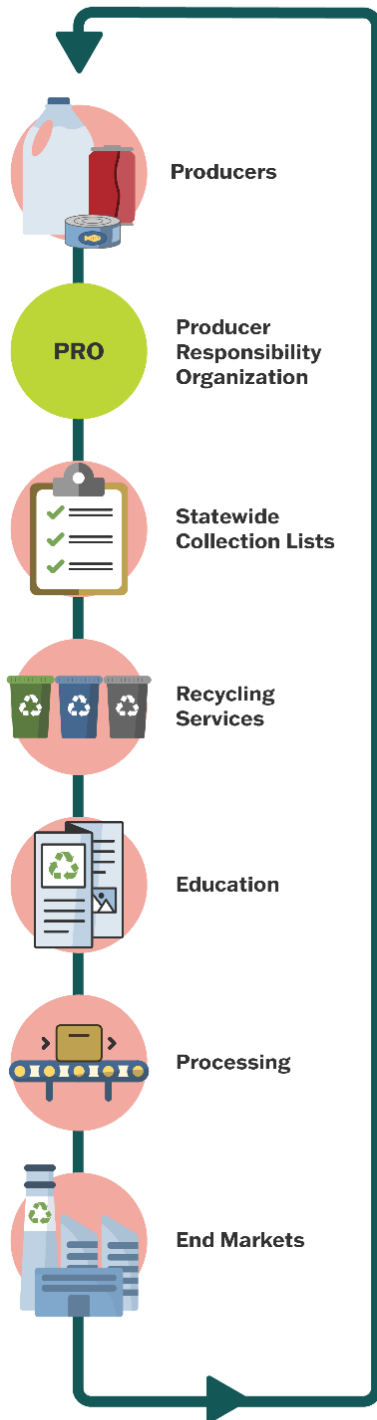 Producers
PRO
Producer
Responsibility
Organization
Statewide
Collection Lists
Recycling
Services
Education
Processing
End Markets